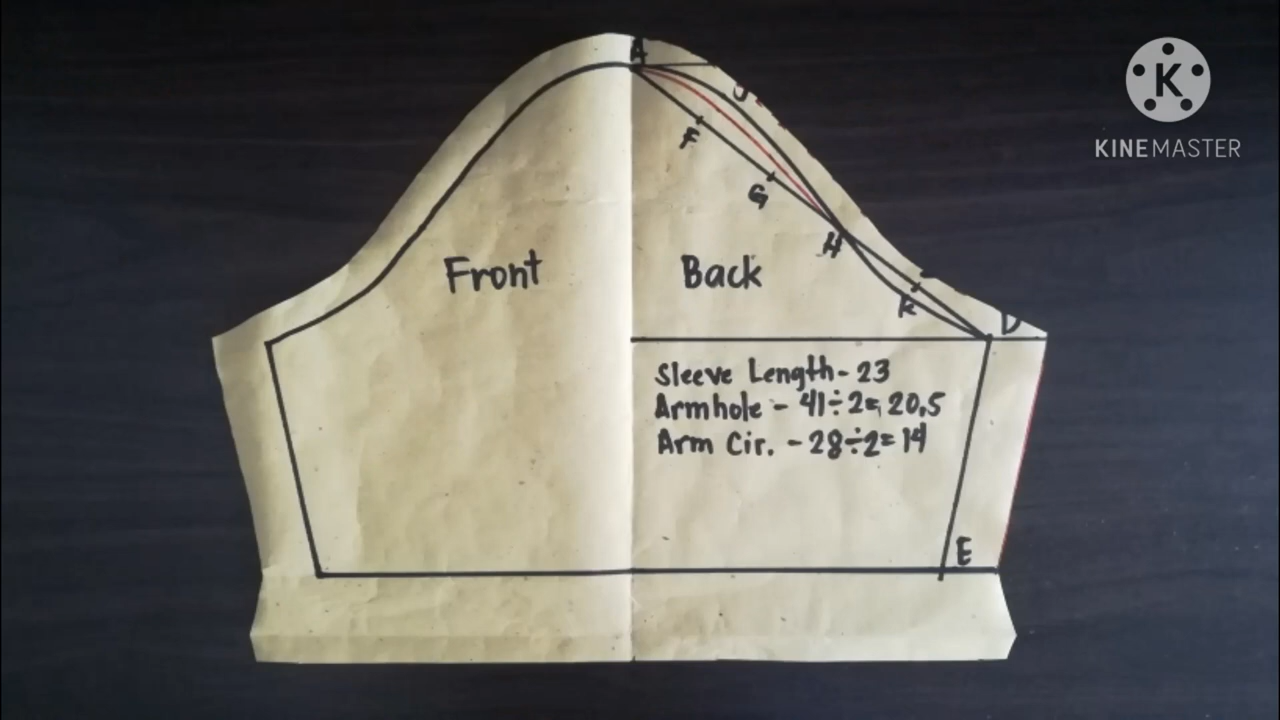 A
J
F
G
H
Front
Back
K
D
Sleeve Length - 23
Armhole - 41÷2= 20.5
Arm Cir. - 28÷2= 14
E
K
KINEMASTER